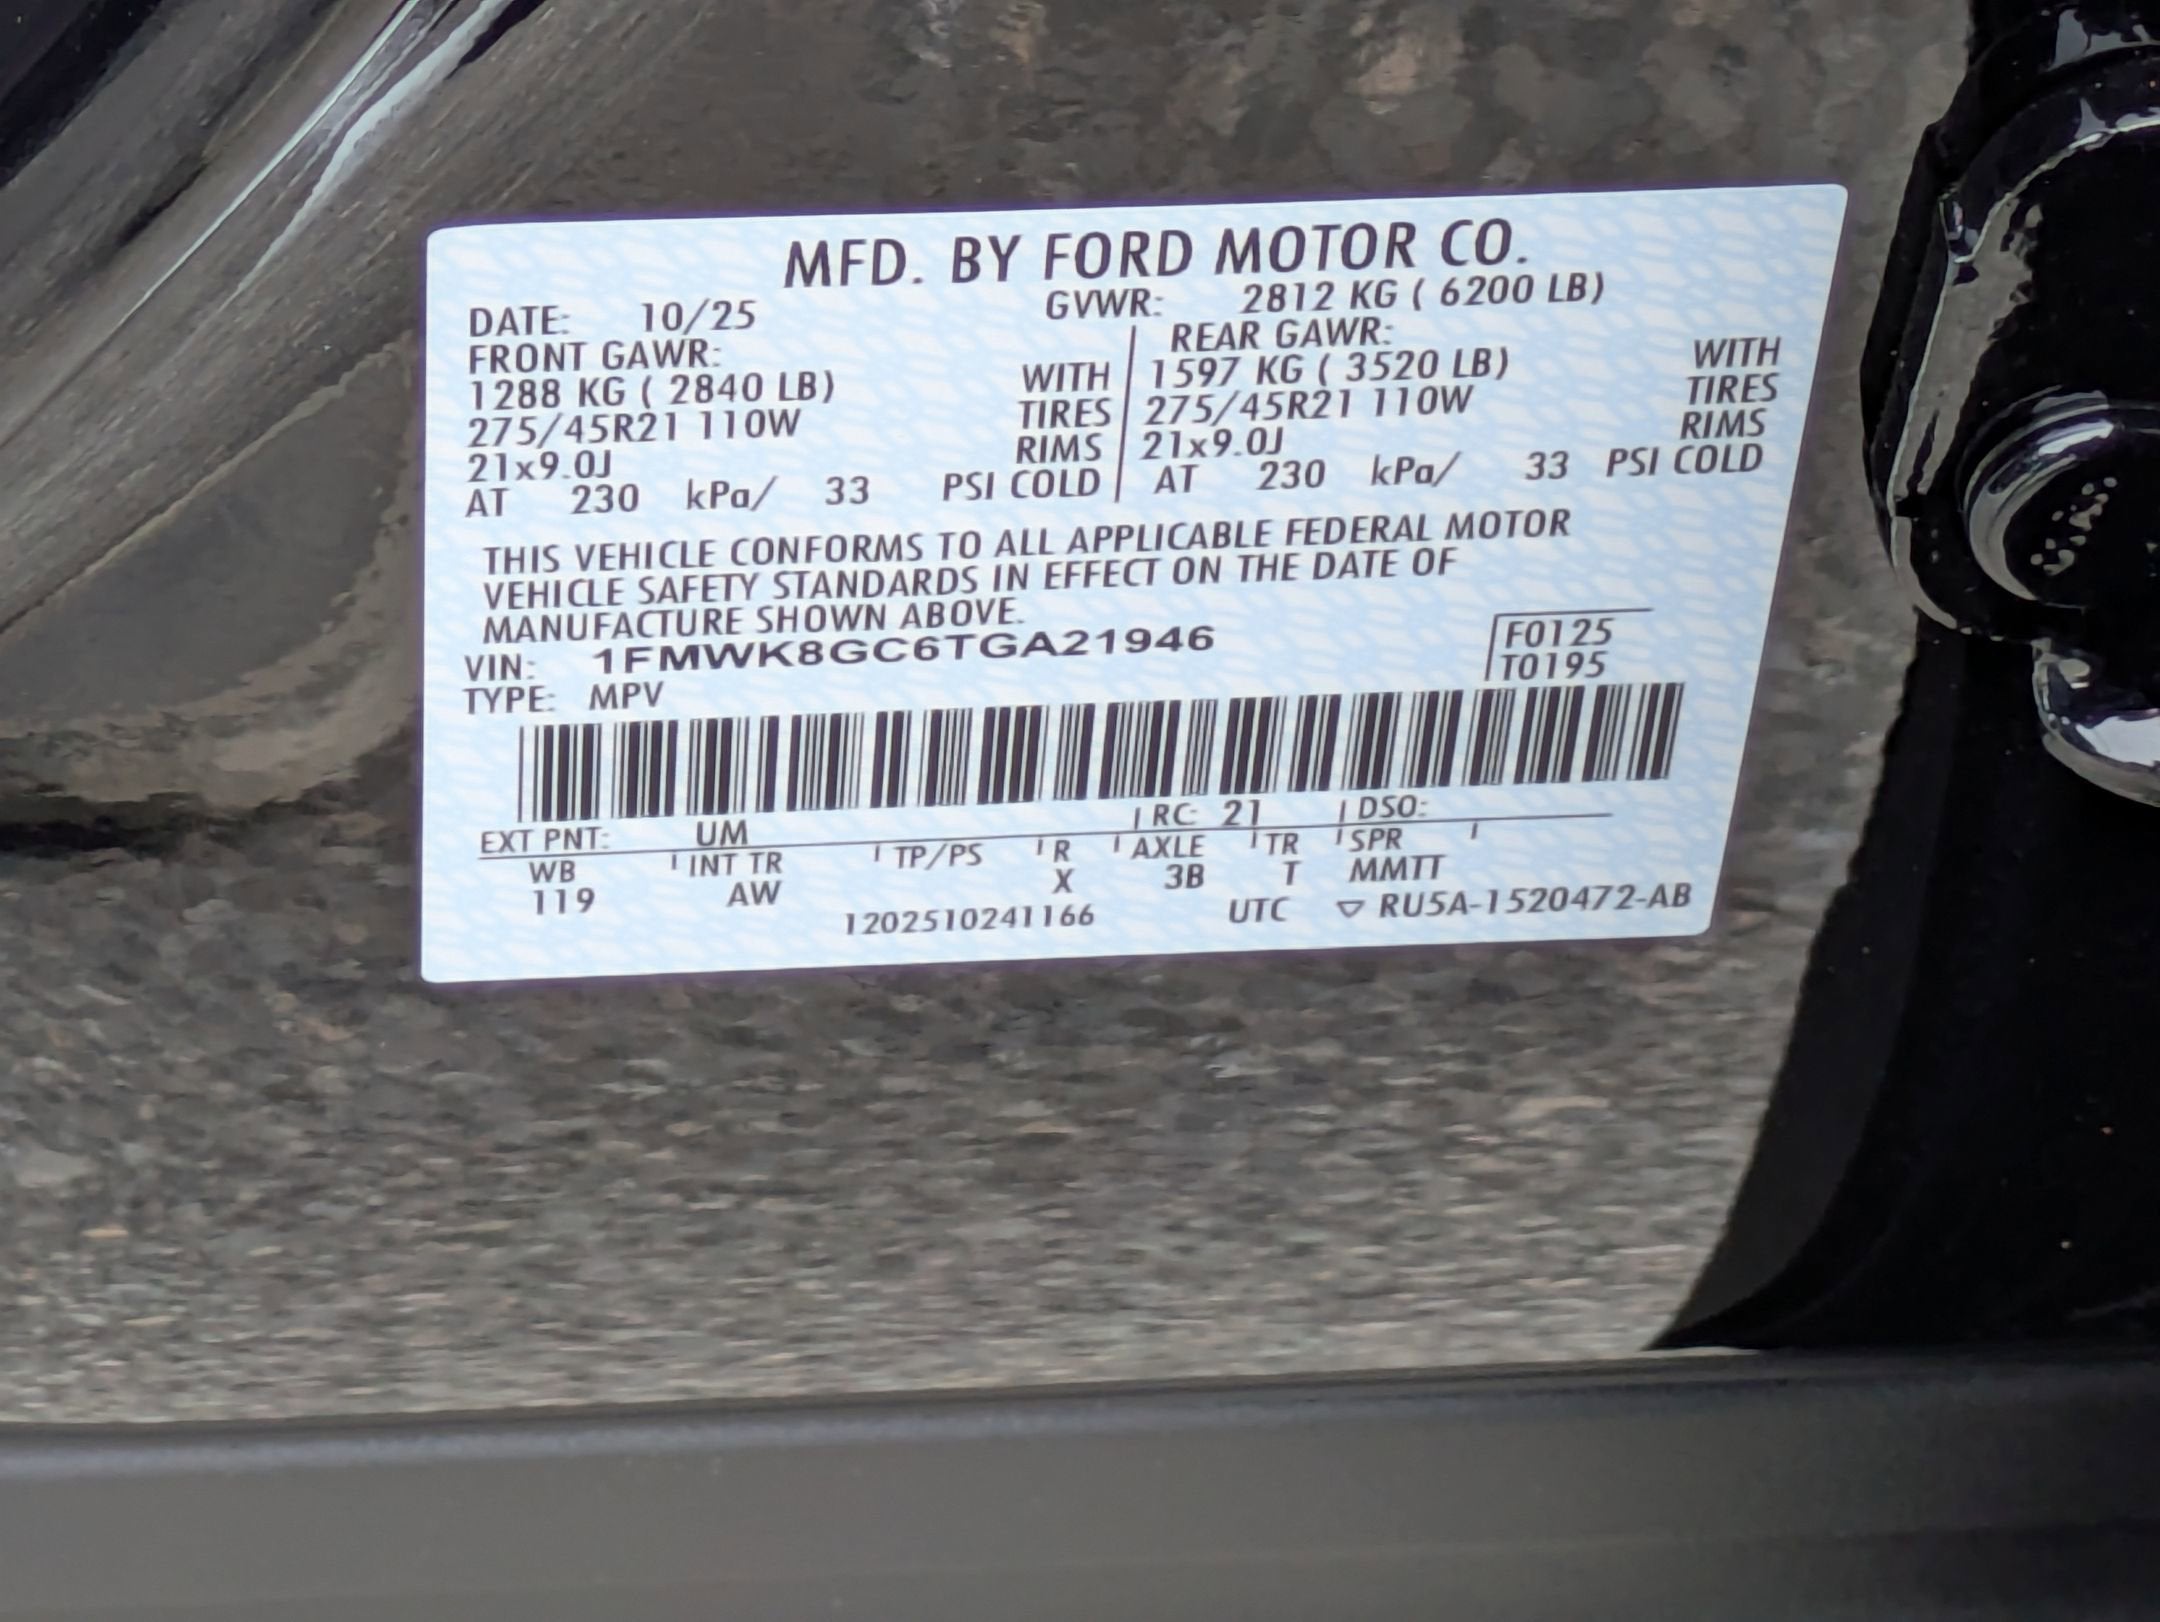 MFD. BY FORD MOTOR CO.
DATE: 10/25 GVWR: 2812 KG ( 6200 LB)
FRONT GAWR: REAR GAWR:
1288 KG ( 2840 LB) WITH 1597 KG ( 3520 LB) WITH
275/45R21 110W TIRES 275/45R21 110W TIRES
21x9.0J RIMS 21x9.0J RIMS
AT 230 kPa/ 33 PSI COLD AT 230 kPa/ 33 PSI COLD
THIS VEHICLE CONFORMS TO ALL APPLICABLE FEDERAL MOTOR
VEHICLE SAFETY STANDARDS IN EFFECT ON THE DATE OF
MANUFACTURE SHOWN ABOVE.
VIN: 1FMWK8GC6TGA21946 F0125
TYPE: MPV T0195
EXT PNT: UM RC: 21 DSO:
WB INT TR TP/PS R AXLE TR SPR
119 AW X 3B T MMTT
1202510241166 UTC ▽ RU5A-1520472-AB